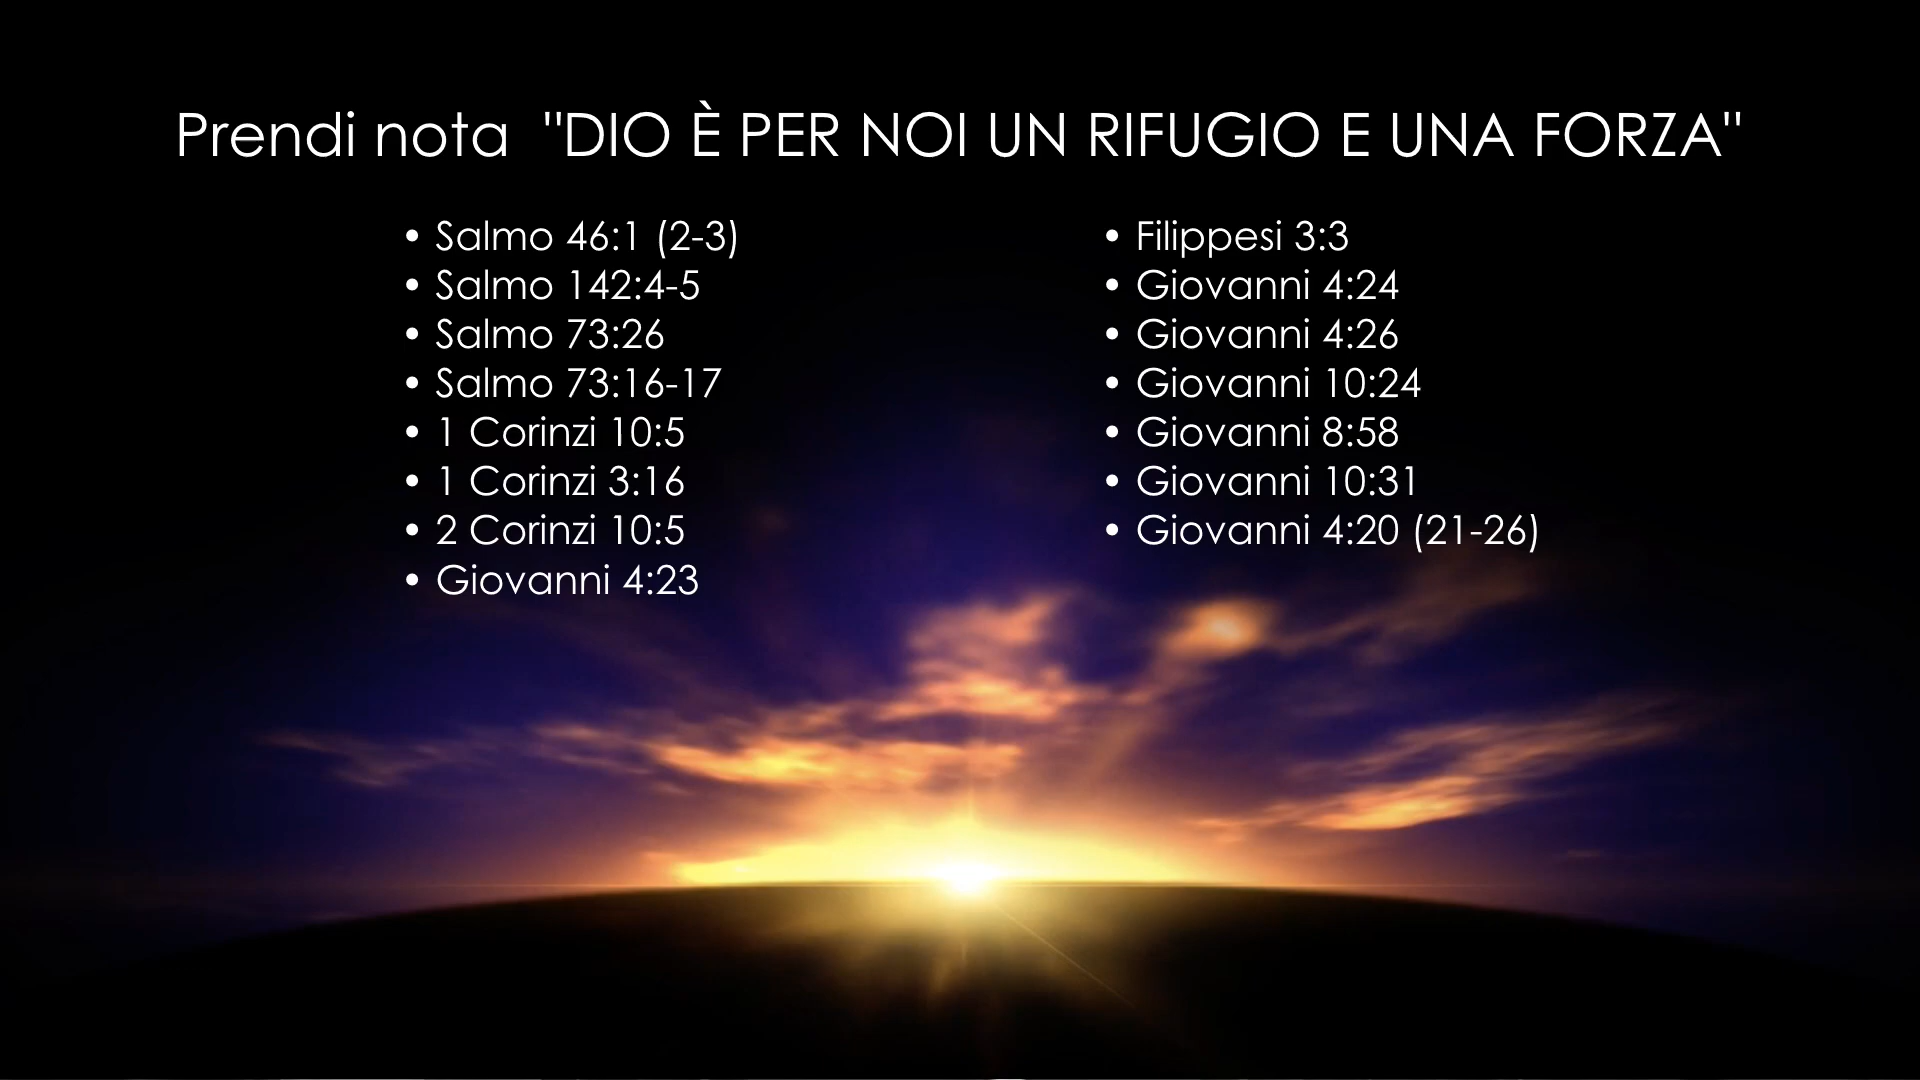 Prendi nota  "DIO È PER NOI UN RIFUGIO E UNA FORZA"
• Salmo 46:1 (2-3)
• Salmo 142:4-5
• Salmo 73:26
• Salmo 73:16-17
• 1 Corinzi 10:5
• 1 Corinzi 3:16
• 2 Corinzi 10:5
• Giovanni 4:23
• Filippesi 3:3
• Giovanni 4:24
• Giovanni 4:26
• Giovanni 10:24
• Giovanni 8:58
• Giovanni 10:31
• Giovanni 4:20 (21-26)